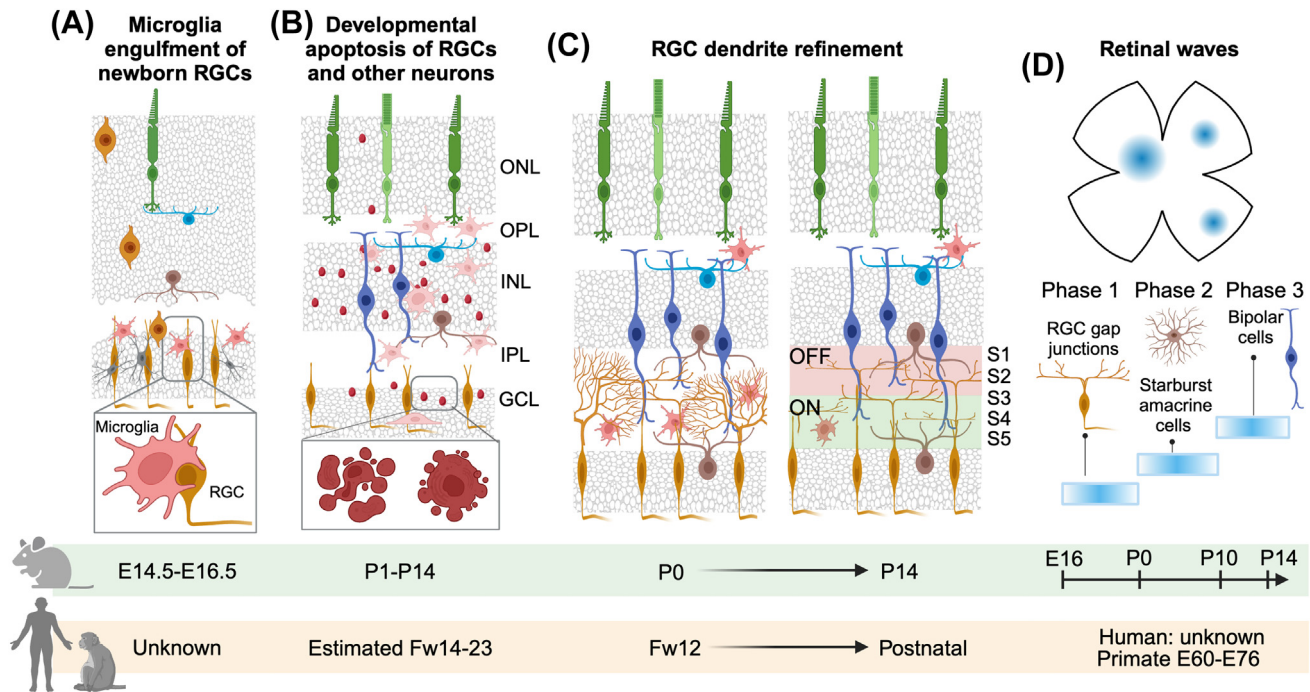 (A)
Microglia
engulfment of
newborn RGCs
Microglia
RGC
(B)
Developmental
apoptosis of RGCs
and other neurons
ONL
OPL
INL
IPL
GCL
(C)
RGC dendrite refinement
OFF
ON
S1
S2
S3
S4
S5
(D)
Retinal waves
Phase 1 Phase 2 Phase 3
RGC gap
junctions
Starburst
amacrine
cells
Bipolar
cells
E14.5-E16.5
P1-P14
P0 P14
E16 P0 P10 P14
Unknown
Estimated Fw14-23
Fw12 Postnatal
Human: unknown
Primate E60-E76